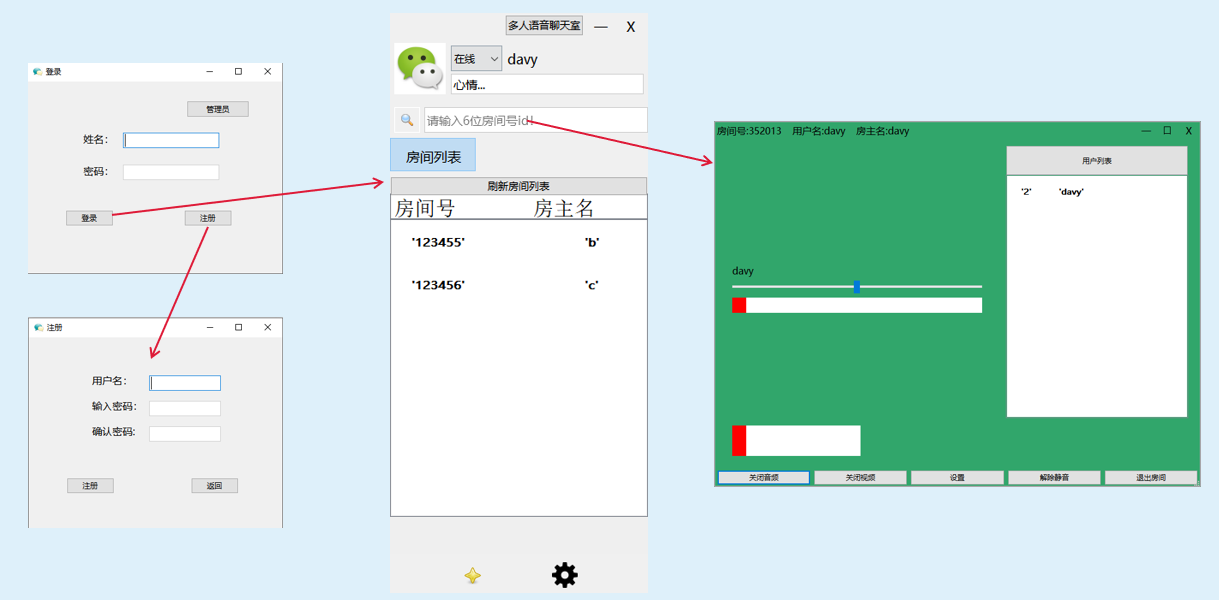 登录
管理员
姓名：
密码：
登录
注册
注册
用户名：
输入密码：
确认密码：
注册
返回
多人语音聊天室
— X
在线
davy
心情...
请输入6位房间号id!
房间列表
刷新房间列表
房间号 房主名
'123455' 'b'
'123456' 'c'
房间号:352013 用户名:davy 房主名:davy
用户列表
'2' 'davy'
davy
关闭音频
关闭视频
设置
解除静音
退出房间